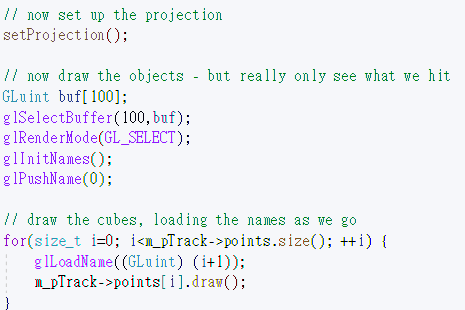 // now set up the projection
setProjection();
// now draw the objects - but really only see what we hit
GLuint buf[100];
glSelectBuffer(100,buf);
glRenderMode(GL_SELECT);
glInitNames();
glPushName(0);
// draw the cubes, loading the names as we go
for(size_t i=0; i<m_pTrack->points.size(); ++i) {
glLoadName((GLuint) (i+1));
m_pTrack->points[i].draw();
}